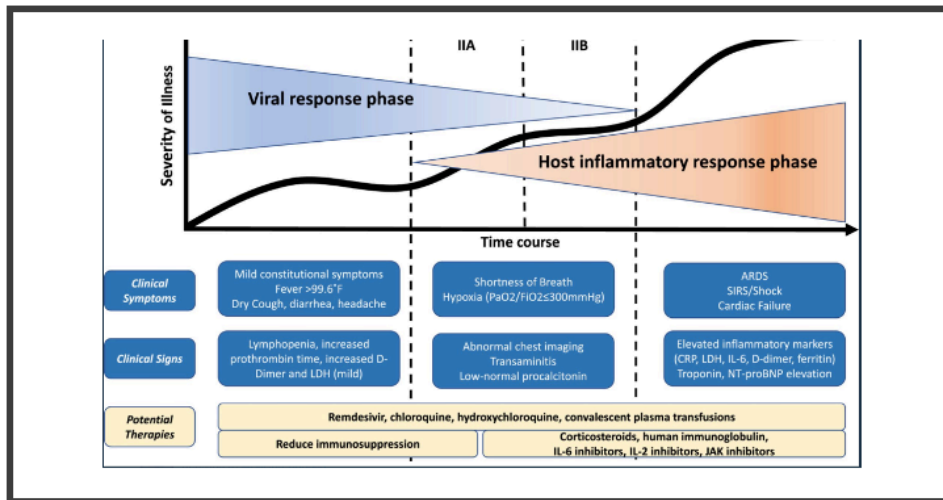 IIA
IIB
Severity of Illness
Viral response phase
Host inflammatory response phase
Time course
Clinical
Symptoms
Mild constitutional symptoms
Fever >99.6°F
Dry Cough, diarrhea, headache
Shortness of Breath
Hypoxia (PaO2/FiO2≤300mmHg)
ARDS
SIRS/Shock
Cardiac Failure
Clinical Signs
Lymphopenia, increased
prothrombin time, increased D-
Dimer and LDH (mild)
Abnormal chest imaging
Transaminitis
Low-normal procalcitonin
Elevated inflammatory markers
(CRP, LDH, IL-6, D-dimer, ferritin)
Troponin, NT-proBNP elevation
Potential
Therapies
Remdesivir, chloroquine, hydroxychloroquine, convalescent plasma transfusions
Reduce immunosuppression
Corticosteroids, human immunoglobulin,
IL-6 inhibitors, IL-2 inhibitors, JAK inhibitors